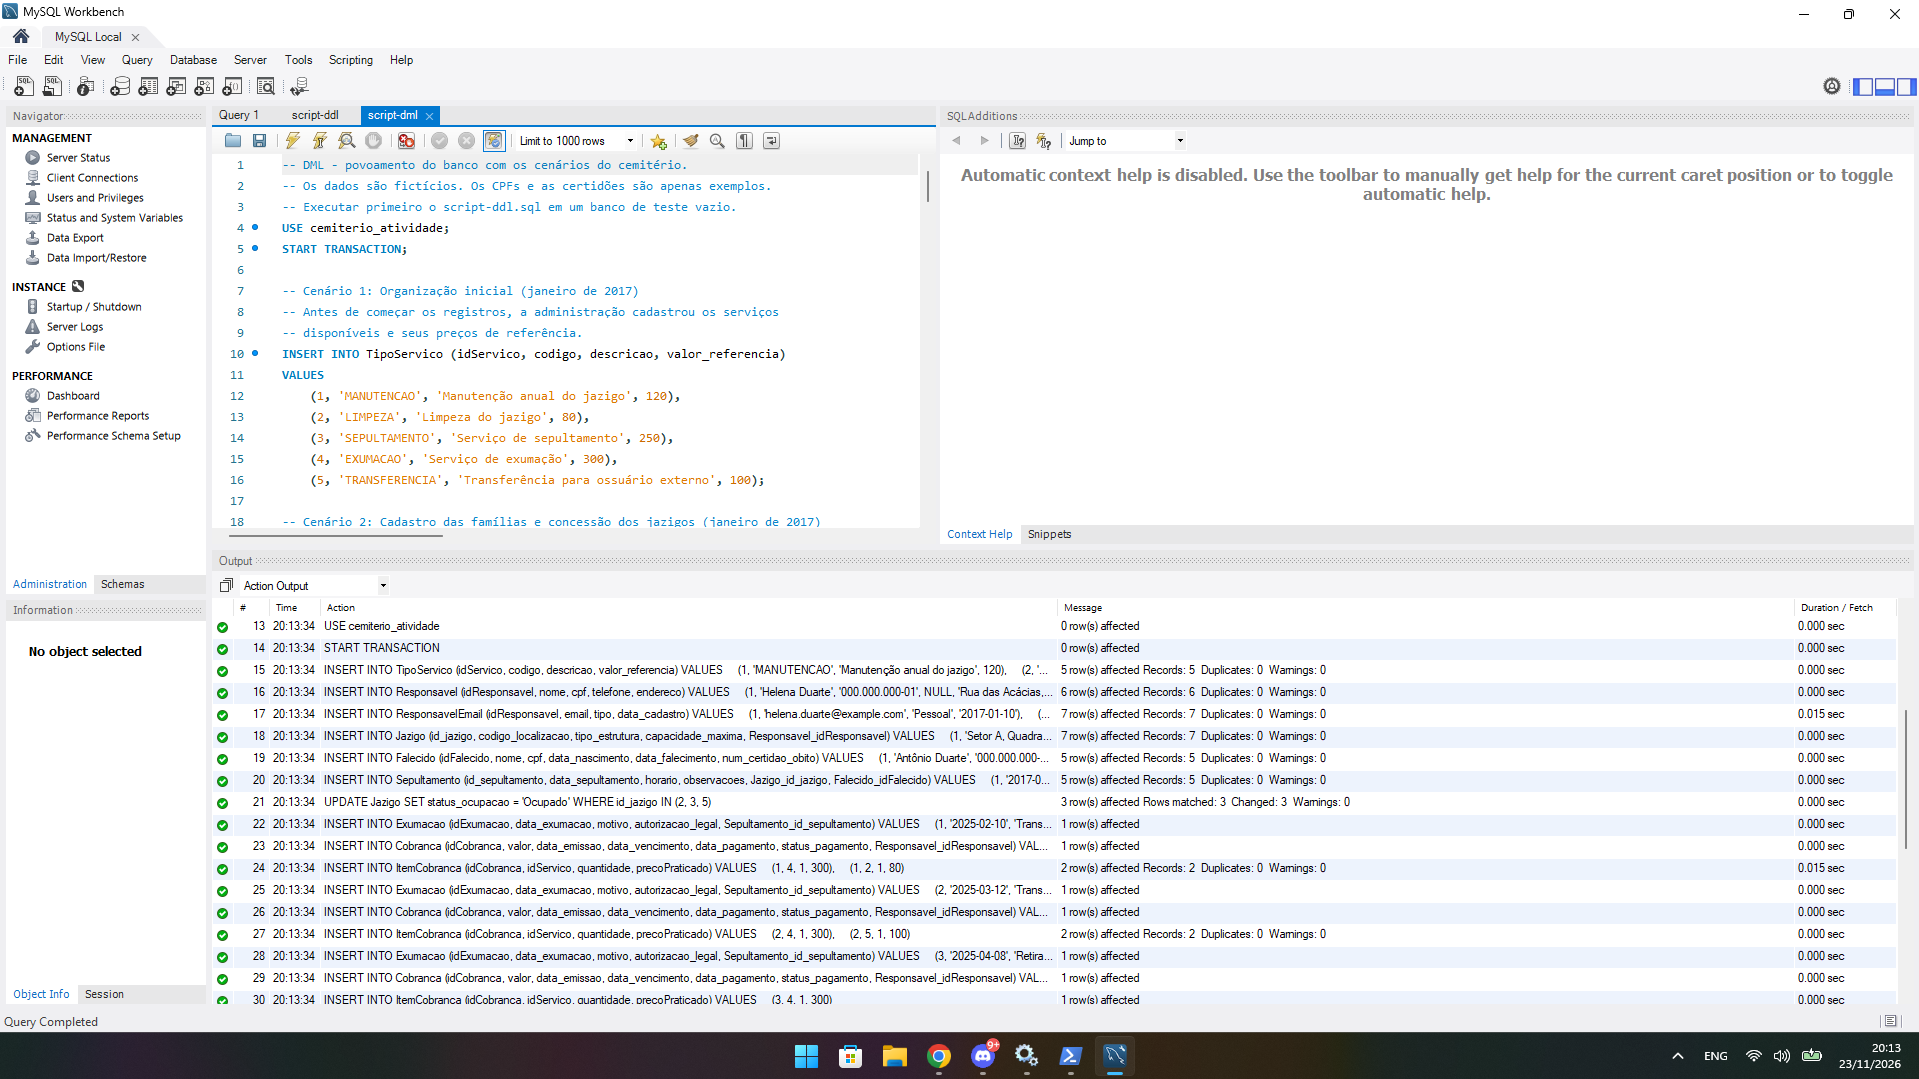 MySQL Workbench
MySQL Local
File Edit View Query Database Server Tools Scripting Help
Navigator
MANAGEMENT
Server Status
Client Connections
Users and Privileges
Status and System Variables
Data Export
Data Import/Restore
INSTANCE
Startup / Shutdown
Server Logs
Options File
PERFORMANCE
Dashboard
Performance Reports
Performance Schema Setup
Administration Schemas
Information
No object selected
Object Info Session
Query 1 script-ddl script-dml
Limit to 1000 rows
1 -- DML - povoamento do banco com os cenários do cemitério.
2 -- Os dados são fictícios. Os CPFs e as certidões são apenas exemplos.
3 -- Executar primeiro o script-ddl.sql em um banco de teste vazio.
4 USE cemiterio_atividade;
5 START TRANSACTION;
6
7 -- Cenário 1: Organização inicial (janeiro de 2017)
8 -- Antes de começar os registros, a administração cadastrou os serviços
9 -- disponíveis e seus preços de referência.
10 INSERT INTO TipoServico (idServico, codigo, descricao, valor_referencia)
11 VALUES
12 (1, 'MANUTENCAO', 'Manutenção anual do jazigo', 120),
13 (2, 'LIMPEZA', 'Limpeza do jazigo', 80),
14 (3, 'SEPULTAMENTO', 'Serviço de sepultamento', 250),
15 (4, 'EXUMACAO', 'Serviço de exumação', 300),
16 (5, 'TRANSFERENCIA', 'Transferência para ossuário externo', 100);
17
18 -- Cenário 2: Cadastro das famílias e concessão dos jazigos (janeiro de 2017)
SQLAdditions
Jump to
Automatic context help is disabled. Use the toolbar to manually get help for the current caret position or to toggle
automatic help.
Context Help Snippets
Output
Action Output
# Time Action Message Duration / Fetch
13 20:13:34 USE cemiterio_atividade 0 row(s) affected 0.000 sec
14 20:13:34 START TRANSACTION 0 row(s) affected 0.000 sec
15 20:13:34 INSERT INTO TipoServico (idServico, codigo, descricao, valor_referencia) VALUES (1, 'MANUTENCAO', 'Manutenção anual do jazigo', 120), (2, '... 5 row(s) affected Records: 5 Duplicates: 0 Warnings: 0 0.000 sec
16 20:13:34 INSERT INTO Responsavel (idResponsavel, nome, cpf, telefone, endereco) VALUES (1, 'Helena Duarte', '000.000.000-01', NULL, 'Rua das Acácias,... 6 row(s) affected Records: 6 Duplicates: 0 Warnings: 0 0.000 sec
17 20:13:34 INSERT INTO ResponsavelEmail (idResponsavel, email, tipo, data_cadastro) VALUES (1, 'helena.duarte@example.com', 'Pessoal', '2017-01-10'), (... 7 row(s) affected Records: 7 Duplicates: 0 Warnings: 0 0.015 sec
18 20:13:34 INSERT INTO Jazigo (id_jazigo, codigo_localizacao, tipo_estrutura, capacidade_maxima, Responsavel_idResponsavel) VALUES (1, 'Setor A, Quadra... 7 row(s) affected Records: 7 Duplicates: 0 Warnings: 0 0.000 sec
19 20:13:34 INSERT INTO Falecido (idFalecido, nome, cpf, data_nascimento, data_falecimento, num_certidao_obito) VALUES (1, 'Antônio Duarte', '000.000.000-... 5 row(s) affected Records: 5 Duplicates: 0 Warnings: 0 0.000 sec
20 20:13:34 INSERT INTO Sepultamento (id_sepultamento, data_sepultamento, horario, observacoes, Jazigo_id_jazigo, Falecido_idFalecido) VALUES (1, '2017-0... 5 row(s) affected Records: 5 Duplicates: 0 Warnings: 0 0.000 sec
21 20:13:34 UPDATE Jazigo SET status_ocupacao = 'Ocupado' WHERE id_jazigo IN (2, 3, 5) 3 row(s) affected Rows matched: 3 Changed: 3 Warnings: 0 0.000 sec
22 20:13:34 INSERT INTO Exumacao (idExumacao, data_exumacao, motivo, autorizacao_legal, Sepultamento_id_sepultamento) VALUES (1, '2025-02-10', 'Trans... 1 row(s) affected 0.000 sec
23 20:13:34 INSERT INTO Cobranca (idCobranca, valor, data_emissao, data_vencimento, data_pagamento, status_pagamento, Responsavel_idResponsavel) VAL... 1 row(s) affected 0.000 sec
24 20:13:34 INSERT INTO ItemCobranca (idCobranca, idServico, quantidade, precoPraticado) VALUES (1, 4, 1, 300), (1, 2, 1, 80) 2 row(s) affected Records: 2 Duplicates: 0 Warnings: 0 0.015 sec
25 20:13:34 INSERT INTO Exumacao (idExumacao, data_exumacao, motivo, autorizacao_legal, Sepultamento_id_sepultamento) VALUES (2, '2025-03-12', 'Trans... 1 row(s) affected 0.000 sec
26 20:13:34 INSERT INTO Cobranca (idCobranca, valor, data_emissao, data_vencimento, data_pagamento, status_pagamento, Responsavel_idResponsavel) VAL... 1 row(s) affected 0.000 sec
27 20:13:34 INSERT INTO ItemCobranca (idCobranca, idServico, quantidade, precoPraticado) VALUES (2, 4, 1, 300), (2, 5, 1, 100) 2 row(s) affected Records: 2 Duplicates: 0 Warnings: 0 0.000 sec
28 20:13:34 INSERT INTO Exumacao (idExumacao, data_exumacao, motivo, autorizacao_legal, Sepultamento_id_sepultamento) VALUES (3, '2025-04-08', 'Retira... 1 row(s) affected 0.000 sec
29 20:13:34 INSERT INTO Cobranca (idCobranca, valor, data_emissao, data_vencimento, data_pagamento, status_pagamento, Responsavel_idResponsavel) VAL... 1 row(s) affected 0.000 sec
30 20:13:34 INSERT INTO ItemCobranca (idCobranca, idServico, quantidade, precoPraticado) VALUES (3, 4, 1, 300) 1 row(s) affected 0.000 sec
Query Completed
9+
ENG
20:13
23/11/2026